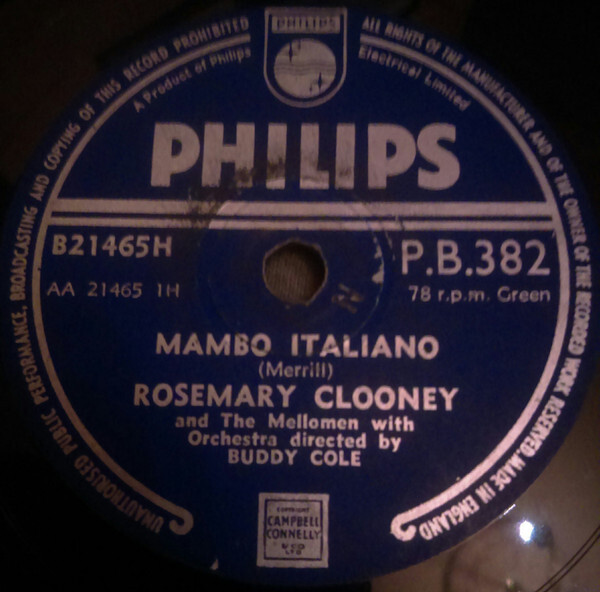 UNAUTHORISED PUBLIC PERFORMANCE, BROADCASTING AND COPYING OF THIS RECORD PROHIBITED
ALL RIGHTS OF THE MANUFACTURER AND OF THE OWNER OF THE RECORDED WORK RESERVED. MADE IN ENGLAND
A Product of Philips
Electrical Limited
PHILIPS
PHILIPS
B21465H
P.B.382
AA 21465 1H
78 r.p.m. Green
N
MAMBO ITALIANO
(Merrill)
ROSEMARY CLOONEY
and The Mellomen with
Orchestra directed by
BUDDY COLE
COPYRIGHT
CAMPBELL
CONNELLY
& CO
LTD